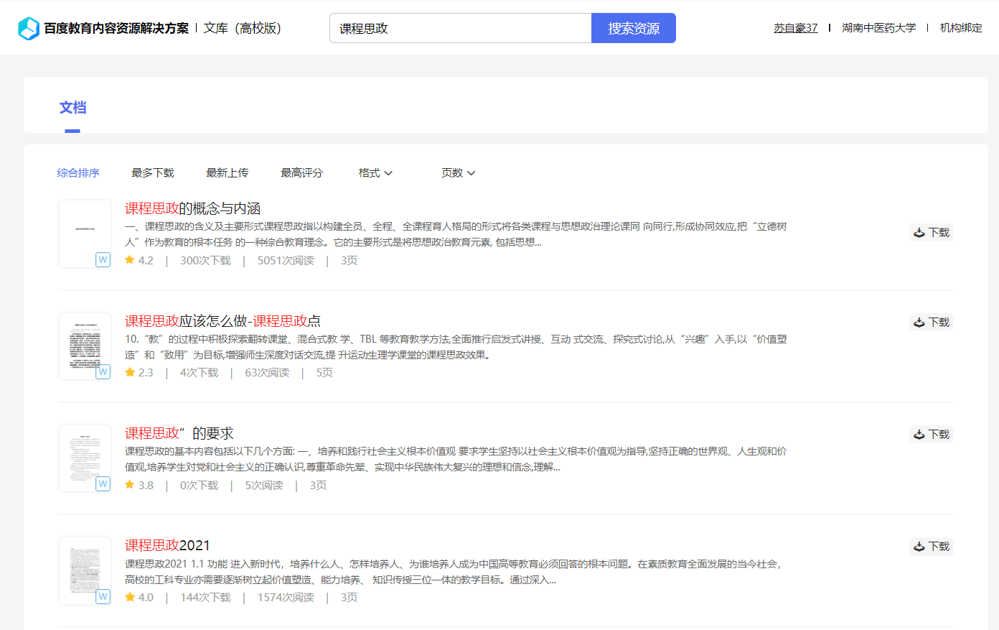 百度教育内容资源解决方案 | 文库（高校版） 课程思政 搜索资源 苏自豪37 | 湖南中医药大学 | 机构绑定
文档
综合排序 最多下载 最新上传 最高评分 格式 页数
课程思政的概念与内涵
一、课程思政的含义及主要形式课程思政指以构建全员、全程、全课程育人格局的形式将各类课程与思想政治理论课同 向同行,形成协同效应,把“立德树
人”作为教育的根本任务 的一种综合教育理念。它的主要形式是将思想政治教育元素, 包括思想...
4.2 | 300次下载 | 5051次阅读 | 3页
下载
W
课程思政应该怎么做-课程思政点
10.“教”的过程中积极探索翻转课堂、混合式教 学、TBL 等教育教学方法,全面推行启发式讲授、互动 式交流、探究式讨论,从“兴趣”入手,以“价值塑
造”和“致用”为目标,增强师生深度对话交流,提 升运动生理学课堂的课程思政效果。
2.3 | 4次下载 | 63次阅读 | 5页
下载
W
课程思政”的要求
课程思政的基本内容包括以下几个方面: 一、培养和践行社会主义根本价值观 要求学生坚持以社会主义根本价值观为指导,坚持正确的世界观、人生观和价
值观,培养学生对党和社会主义的正确认识,尊重革命先辈、实现中华民族伟大复兴的理想和信念,理解...
3.8 | 0次下载 | 5次阅读 | 3页
下载
W
课程思政2021
课程思政2021 1.1 功能 进入新时代，培养什么人、怎样培养人、为谁培养人成为中国高等教育必须回答的根本问题。在素质教育全面发展的当今社会，
高校的工科专业亦需要逐渐树立起价值塑造、能力培养、 知识传授三位一体的教学目标。通过深入...
4.0 | 144次下载 | 1574次阅读 | 3页
下载
W